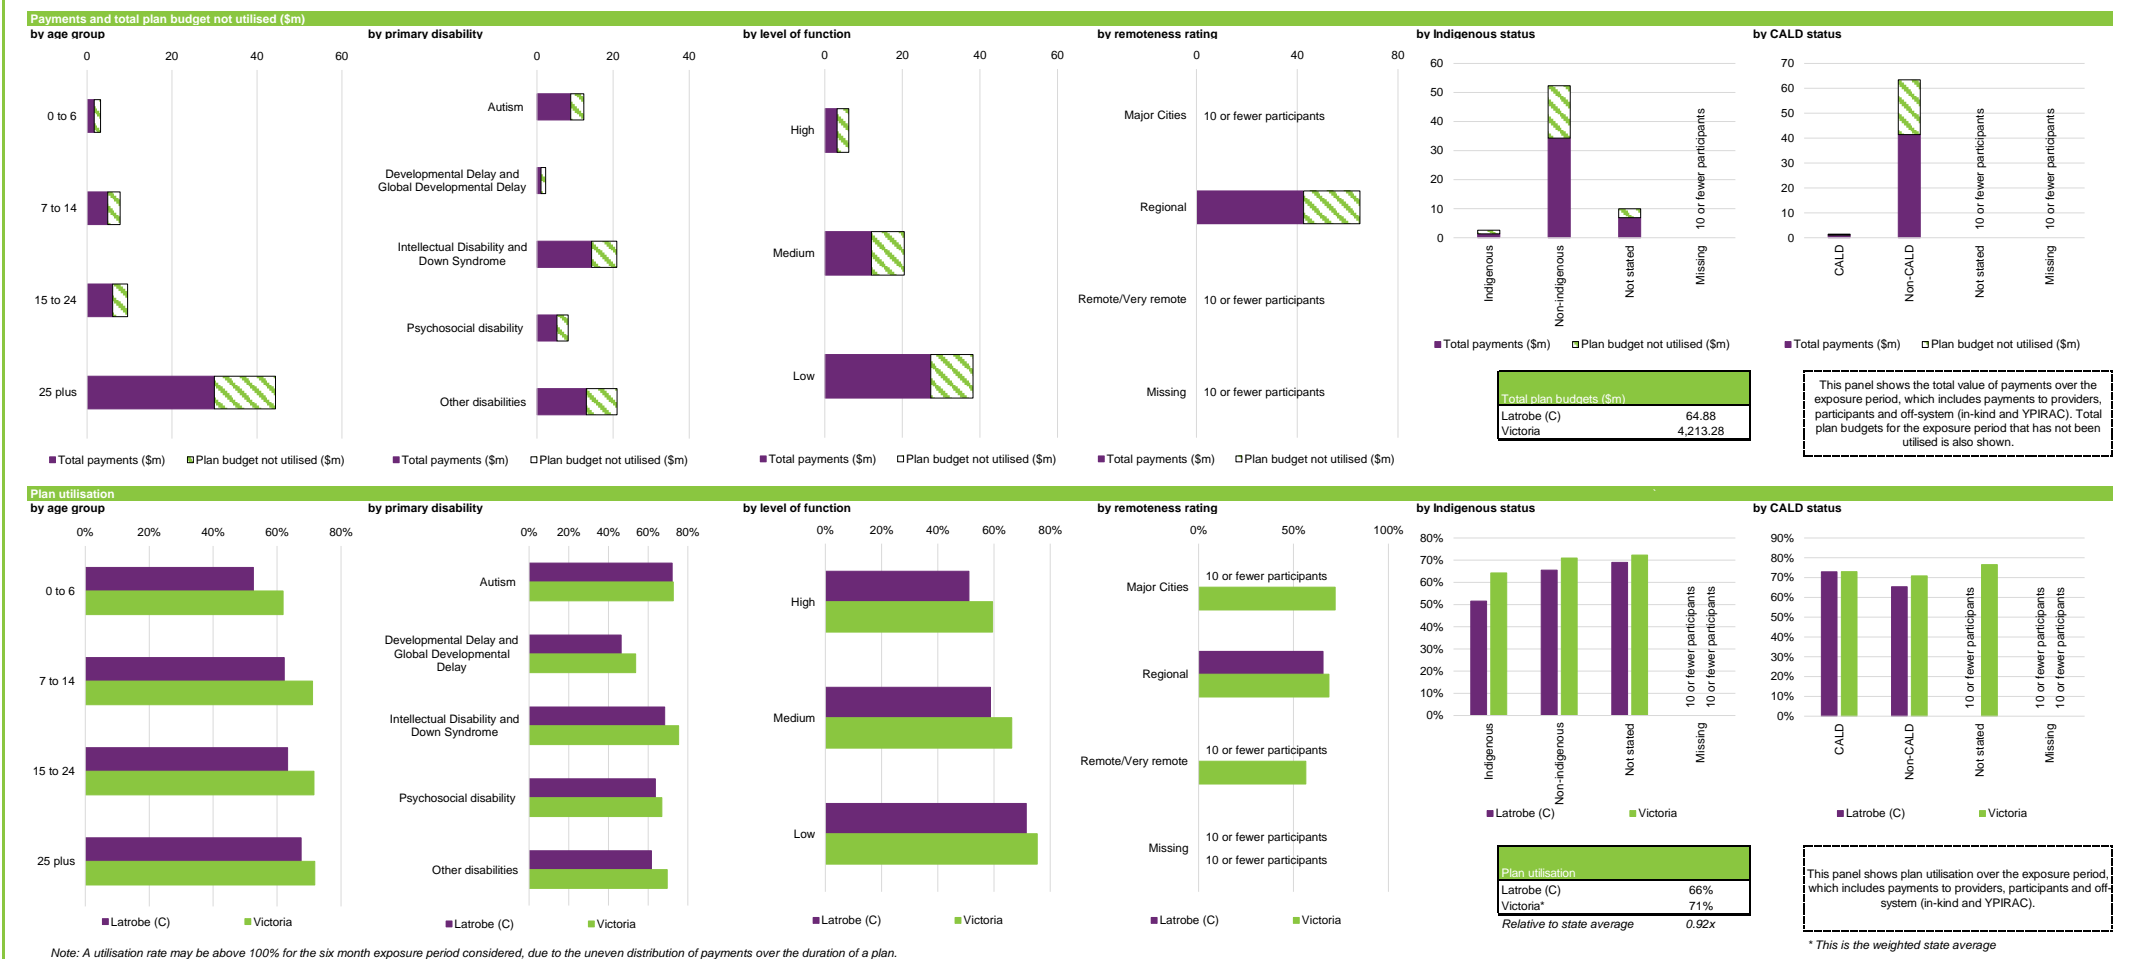 Payments and total plan budget not utilised ($m)
by age group
0 20 40 60
0 to 6
7 to 14
15 to 24
25 plus
Total payments ($m) Plan budget not utilised ($m)
by primary disability
0 20 40
Autism
Developmental Delay and
Global Developmental Delay
Intellectual Disability and
Down Syndrome
Psychosocial disability
Other disabilities
Total payments ($m) Plan budget not utilised ($m)
by level of function
0 20 40 60
High
Medium
Low
Total payments ($m) Plan budget not utilised ($m)
by remoteness rating
0 40 80
Major Cities 10 or fewer participants
Regional
Remote/Very remote 10 or fewer participants
Missing 10 or fewer participants
Total payments ($m) Plan budget not utilised ($m)
by Indigenous status
60
50
40
30
20
10
0
10 or fewer participants
Indigenous
Non-indigenous
Not stated
Missing
Total payments ($m) Plan budget not utilised ($m)
Total plan budgets ($m)
Latrobe (C) 64.88
Victoria 4,213.28
by CALD status
70
60
50
40
30
20
10
0
10 or fewer participants
10 or fewer participants
CALD
Non-CALD
Not stated
Missing
Total payments ($m) Plan budget not utilised ($m)
This panel shows the total value of payments over the
exposure period, which includes payments to providers,
participants and off-system (in-kind and YPIRAC). Total
plan budgets for the exposure period that has not been
utilised is also shown.
Plan utilisation
by age group
0% 20% 40% 60% 80%
0 to 6
7 to 14
15 to 24
25 plus
Latrobe (C) Victoria
by primary disability
0% 20% 40% 60% 80%
Autism
Developmental Delay and
Global Developmental
Delay
Intellectual Disability and
Down Syndrome
Psychosocial disability
Other disabilities
Latrobe (C) Victoria
by level of function
0% 20% 40% 60% 80%
High
Medium
Low
Latrobe (C) Victoria
by remoteness rating
0% 50% 100%
10 or fewer participants
Major Cities
Regional
10 or fewer participants
Remote/Very remote
10 or fewer participants
Missing
10 or fewer participants
Latrobe (C) Victoria
by Indigenous status
80%
70%
60%
50%
40%
30%
20%
10%
0%
10 or fewer participants
10 or fewer participants
Indigenous
Non-indigenous
Not stated
Missing
Latrobe (C) Victoria
Plan utilisation
Latrobe (C) 66%
Victoria* 71%
Relative to state average 0.92x
by CALD status
90%
80%
70%
60%
50%
40%
30%
20%
10%
0%
10 or fewer participants
10 or fewer participants
10 or fewer participants
CALD
Non-CALD
Not stated
Missing
Latrobe (C) Victoria
This panel shows plan utilisation over the exposure period,
which includes payments to providers, participants and off-
system (in-kind and YPIRAC).
* This is the weighted state average
Note: A utilisation rate may be above 100% for the six month exposure period considered, due to the uneven distribution of payments over the duration of a plan.